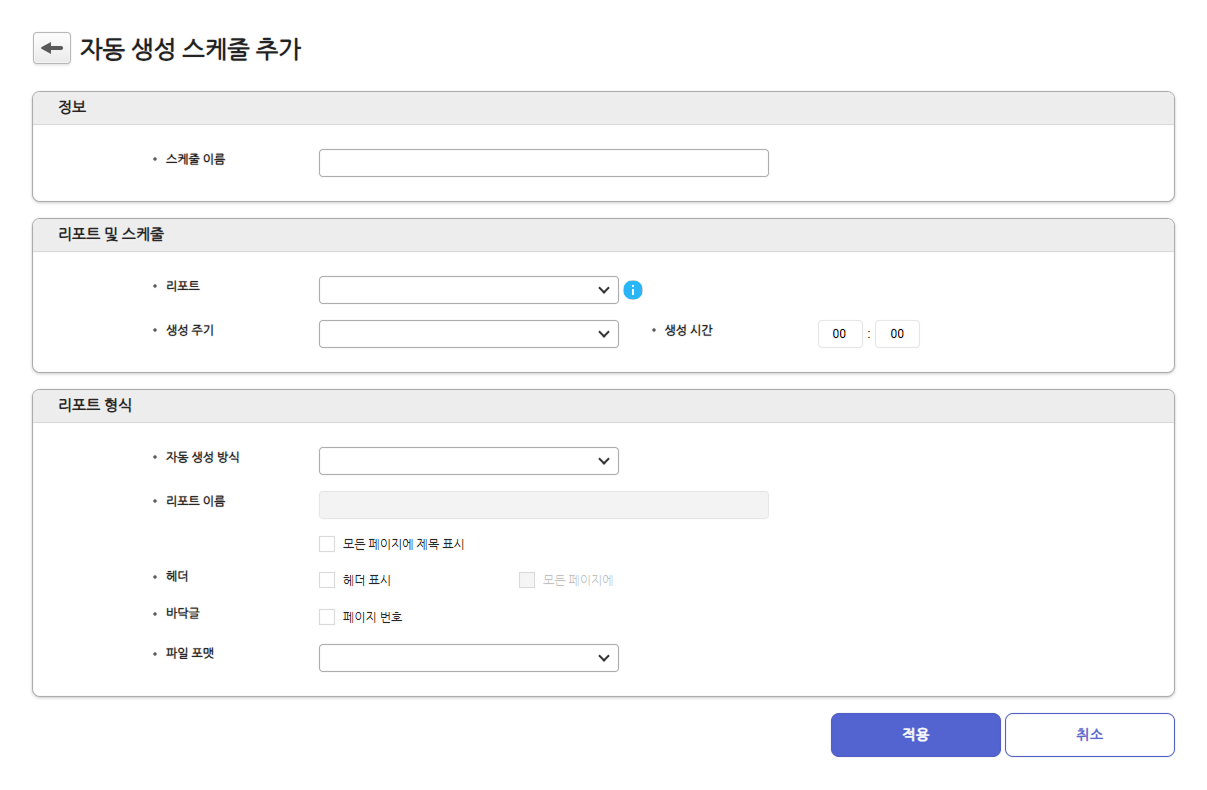 자동 생성 스케줄 추가
정보
스케줄 이름
리포트 및 스케줄
리포트
생성 주기
생성 시간
00 : 00
리포트 형식
자동 생성 방식
리포트 이름
모든 페이지에 제목 표시
헤더
헤더 표시
모든 페이지에
바닥글
페이지 번호
파일 포맷
적용
취소